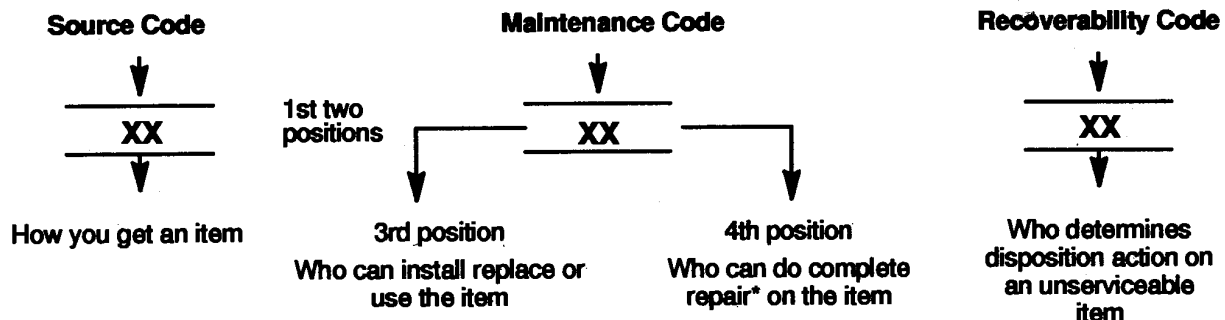 Source Code
Maintenance Code
Recoverability Code
XX
1st two
positions
XX
XX
How you get an item
3rd position
Who can install replace or
use the item
4th position
Who can do complete
repair* on the item
Who determines
disposition action on
an unserviceable
item